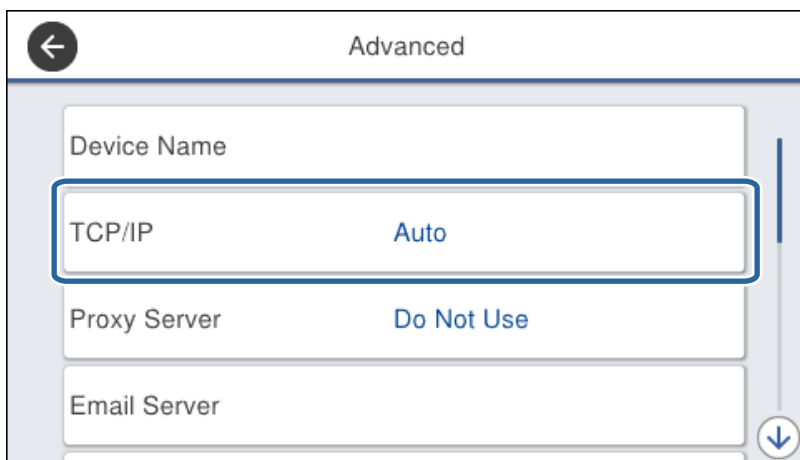 Advanced
Device Name
TCP/IP Auto
Proxy Server Do Not Use
Email Server